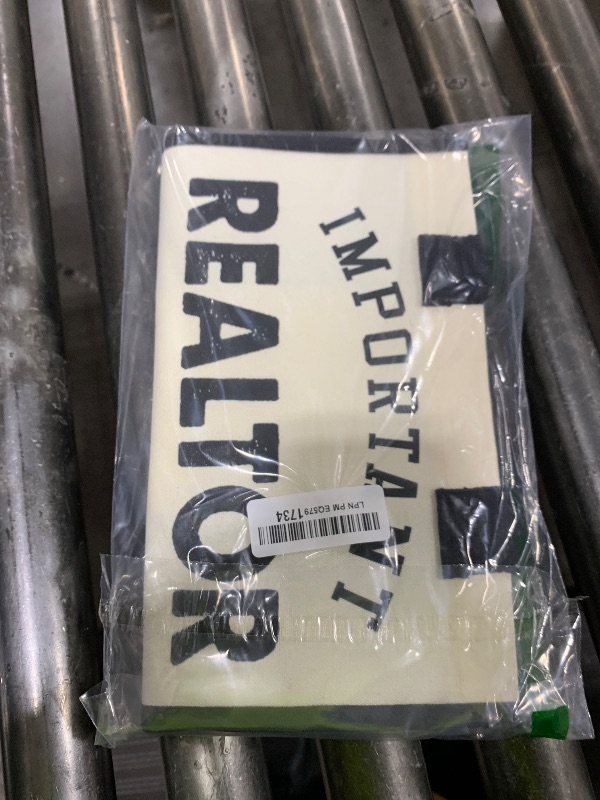 IMPORTANT
REALTOR
LPN PM EQ579 1734